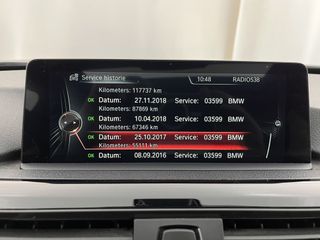 Service historie 10:48 RADIO538
Kilometers: 117737 km
OK Datum: 27.11.2018 Service: 03599 BMW
Kilometers: 87869 km
OK Datum: 10.04.2018 Service: 03599 BMW
Kilometers: 67346 km
OK Datum: 25.10.2017 Service: 03599 BMW
Kilometers: 55111 km
OK Datum: 08.09.2016 Service: 03599 BMW